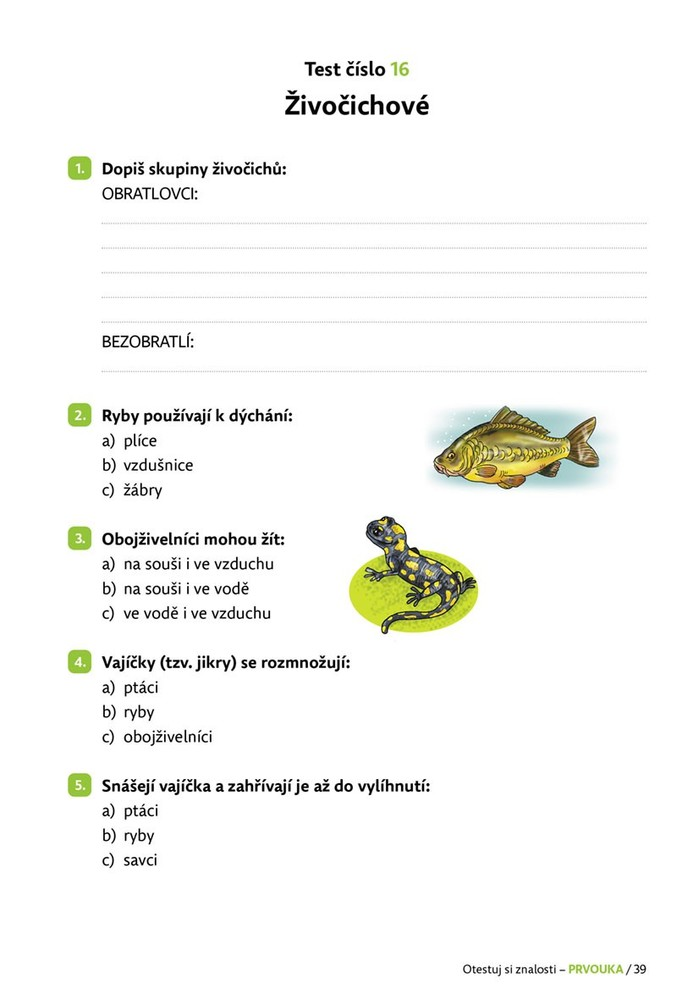 Test číslo 16
Živočichové
1. Dopiš skupiny živočichů:
OBRATLOVCI:
BEZOBRATLÍ:
2. Ryby používají k dýchání:
a) plíce
b) vzdušnice
c) žábry
3. Obojživelníci mohou žít:
a) na souši i ve vzduchu
b) na souši i ve vodě
c) ve vodě i ve vzduchu
4. Vajíčky (tzv. jikry) se rozmnožují:
a) ptáci
b) ryby
c) obojživelníci
5. Snášejí vajíčka a zahřívají je až do vylíhnutí:
a) ptáci
b) ryby
c) savci
Otestuj si znalosti – PRVOUKA / 39